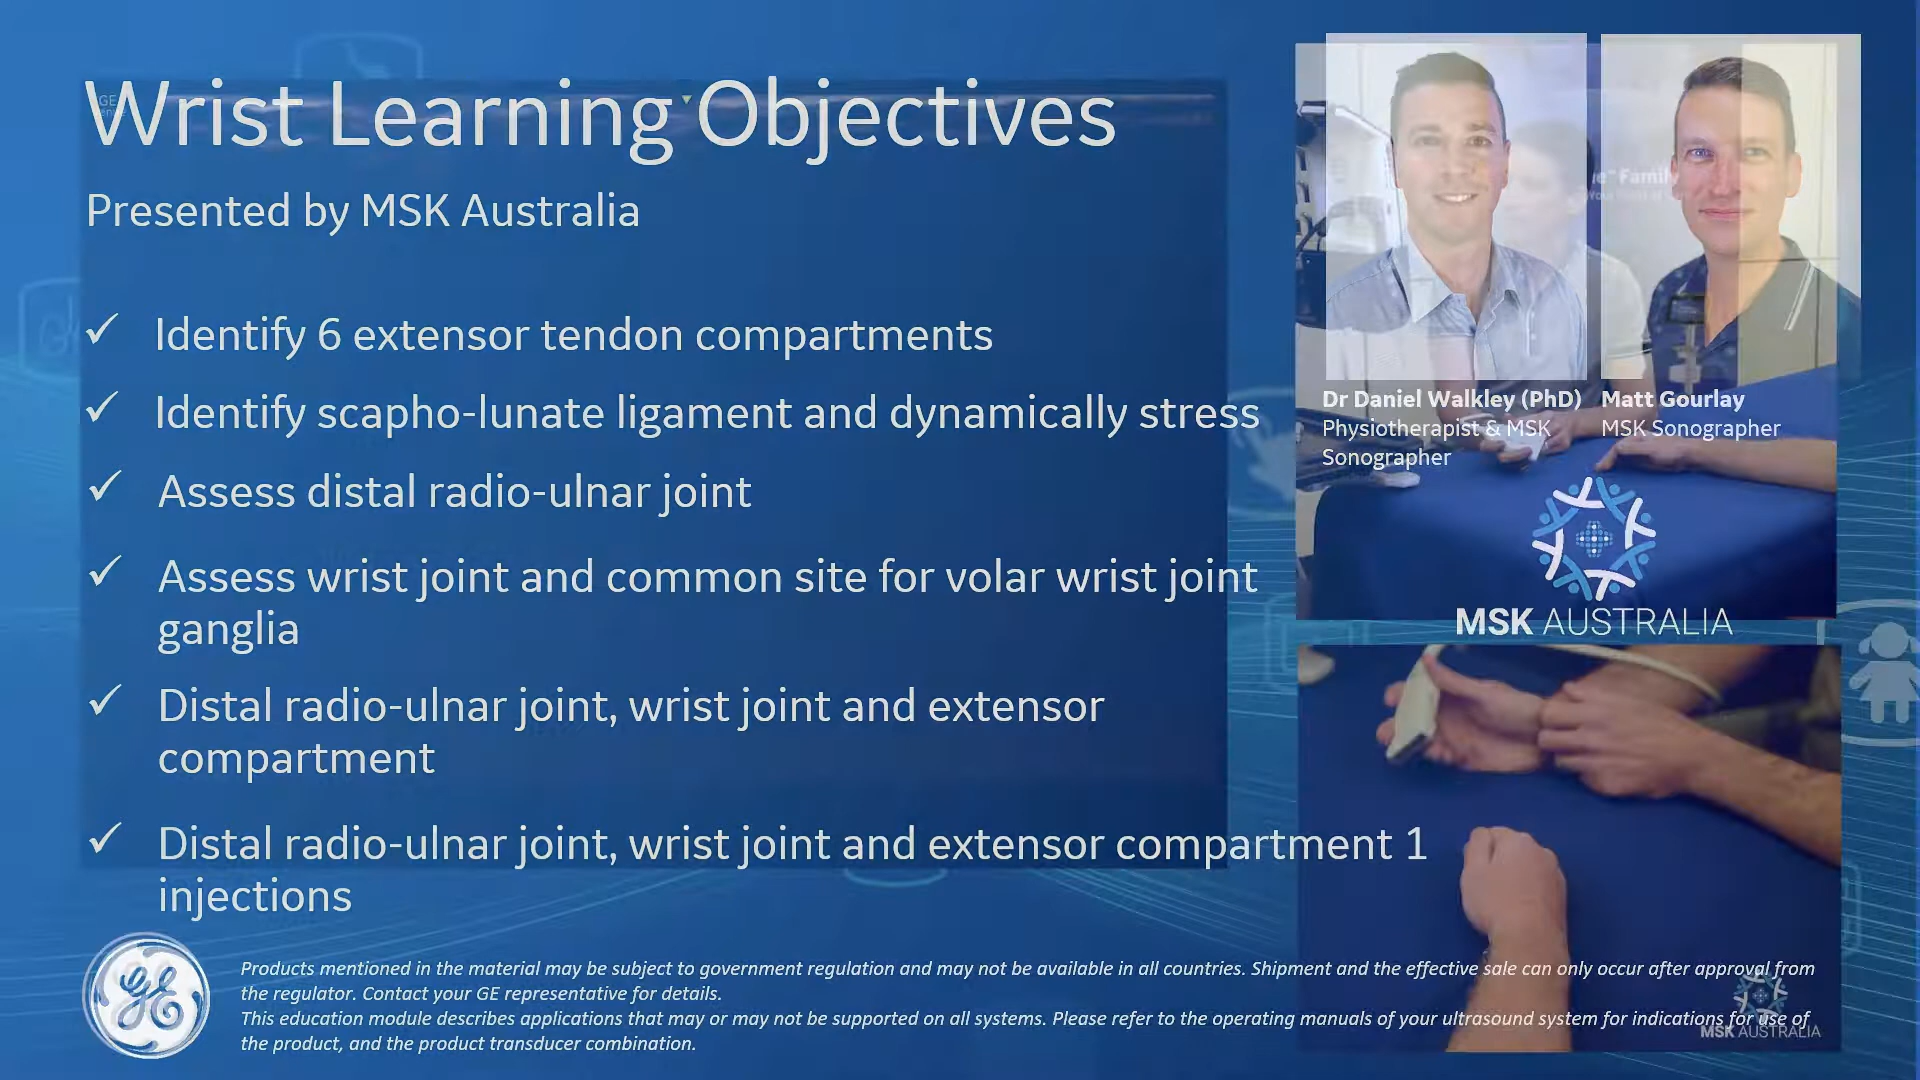 Wrist Learning Objectives
Presented by MSK Australia
Identify 6 extensor tendon compartments
Identify scapho-lunate ligament and dynamically stress
Assess distal radio-ulnar joint
Assess wrist joint and common site for volar wrist joint
ganglia
Distal radio-ulnar joint, wrist joint and extensor
compartment
Distal radio-ulnar joint, wrist joint and extensor compartment 1
injections
Dr Daniel Walkley (PhD)
Physiotherapist & MSK
Sonographer
Matt Gourlay
MSK Sonographer
MSK AUSTRALIA
GE
Products mentioned in the material may be subject to government regulation and may not be available in all countries. Shipment and the effective sale can only occur after approval from
the regulator. Contact your GE representative for details.
This education module describes applications that may or may not be supported on all systems. Please refer to the operating manuals of your ultrasound system for indications for use of
the product, and the product transducer combination.
MSK AUSTRALIA
GE
Family